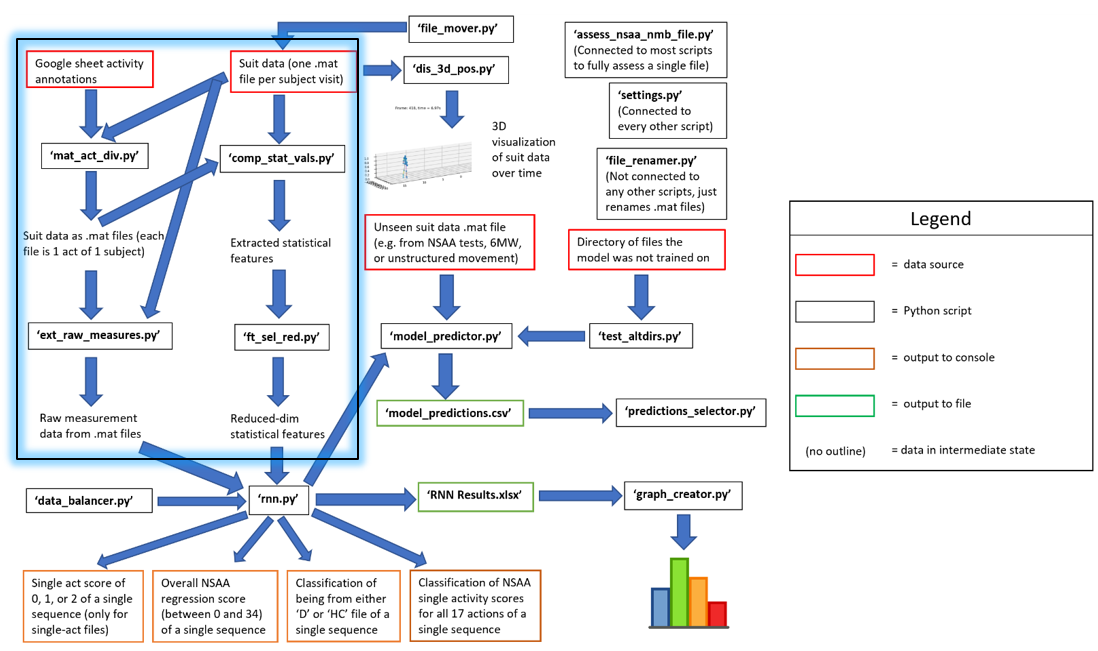 ‘file_mover.py’
Google sheet activity
annotations
Suit data (one .mat
file per subject visit)
‘dis_3d_pos.py’
‘assess_nsaa_nmb_file.py’
(Connected to most scripts
to fully assess a single file)
‘settings.py’
(Connected to
every other script)
‘file_renamer.py’
(Not connected to
any other scripts, just
renames .mat files)
3D
visualization
of suit data
over time
‘mat_act_div.py’
‘comp_stat_vals.py’
Suit data as .mat files (each
file is 1 act of 1 subject)
Extracted statistical
features
Unseen suit data .mat file
(e.g. from NSAA tests, 6MW,
or unstructured movement)
Directory of files the
model was not trained on
‘ext_raw_measures.py’
‘ft_sel_red.py’
‘model_predictor.py’
‘test_altdirs.py’
Raw measurement
data from .mat files
Reduced-dim
statistical features
‘model_predictions.csv’
‘predictions_selector.py’
‘data_balancer.py’
‘rnn.py’
‘RNN Results.xlsx’
‘graph_creator.py’
Single act score of
0, 1, or 2 of a single
sequence (only for
single-act files)
Overall NSAA
regression score
(between 0 and 34)
of a single sequence
Classification of
being from either
‘D’ or ‘HC’ file of a
single sequence
Classification of NSAA
single activity scores
for all 17 actions of a
single sequence
Legend
= data source
= Python script
= output to console
= output to file
(no outline)
= data in intermediate state